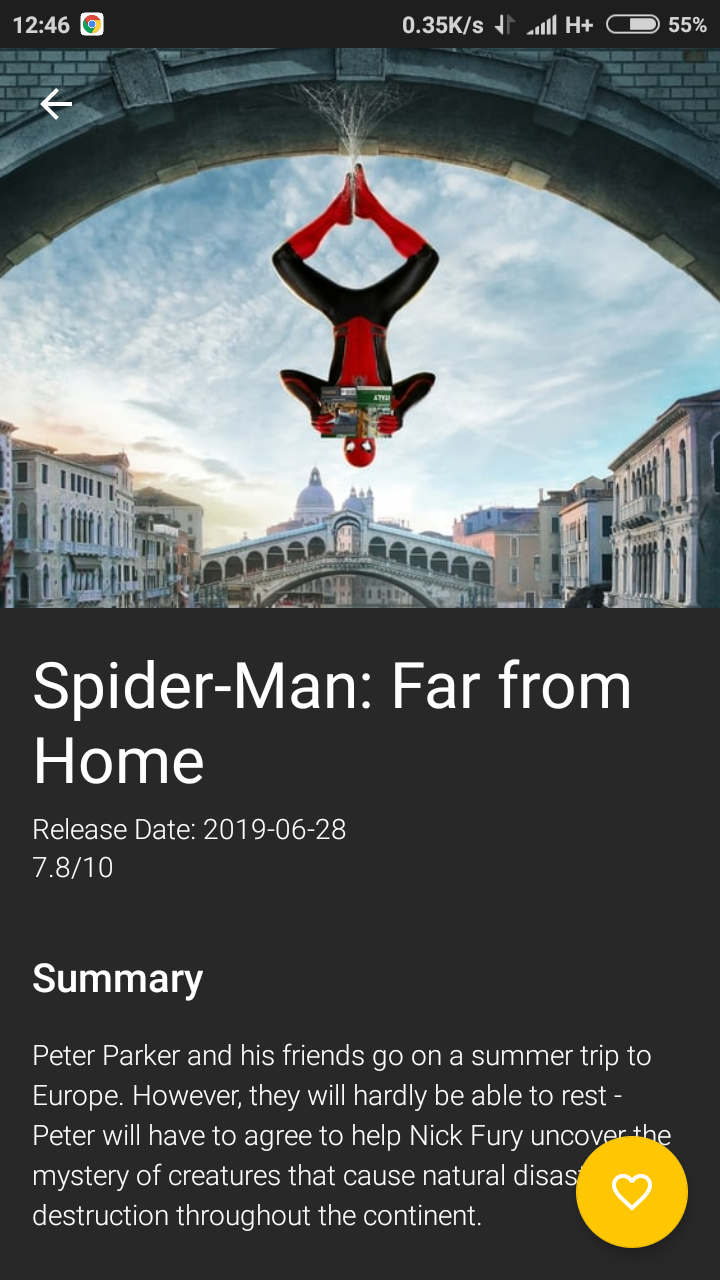 12:46 0.35K/s H+ 55%
ITALY
Spider-Man: Far from
Home
Release Date: 2019-06-28
7.8/10
Summary
Peter Parker and his friends go on a summer trip to
Europe. However, they will hardly be able to rest -
Peter will have to agree to help Nick Fury uncover the
mystery of creatures that cause natural
destruction throughout the continent.